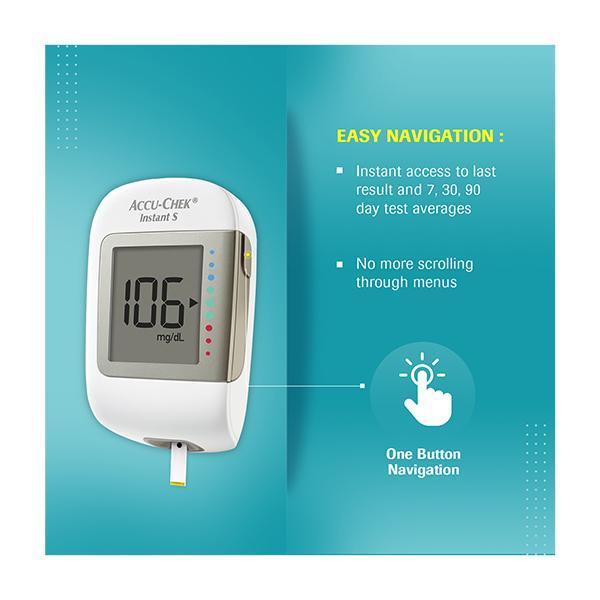 ACCU-CHEK®
Instant S
106
mg/dL
EASY NAVIGATION :
Instant access to last
result and 7, 30, 90
day test averages
No more scrolling
through menus
One Button
Navigation